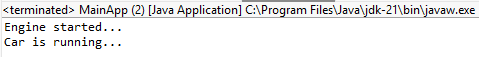 <terminated> MainApp (2) [Java Application] C:\Program Files\Java\jdk-21\bin\javaw.exe
Engine started...
Car is running...